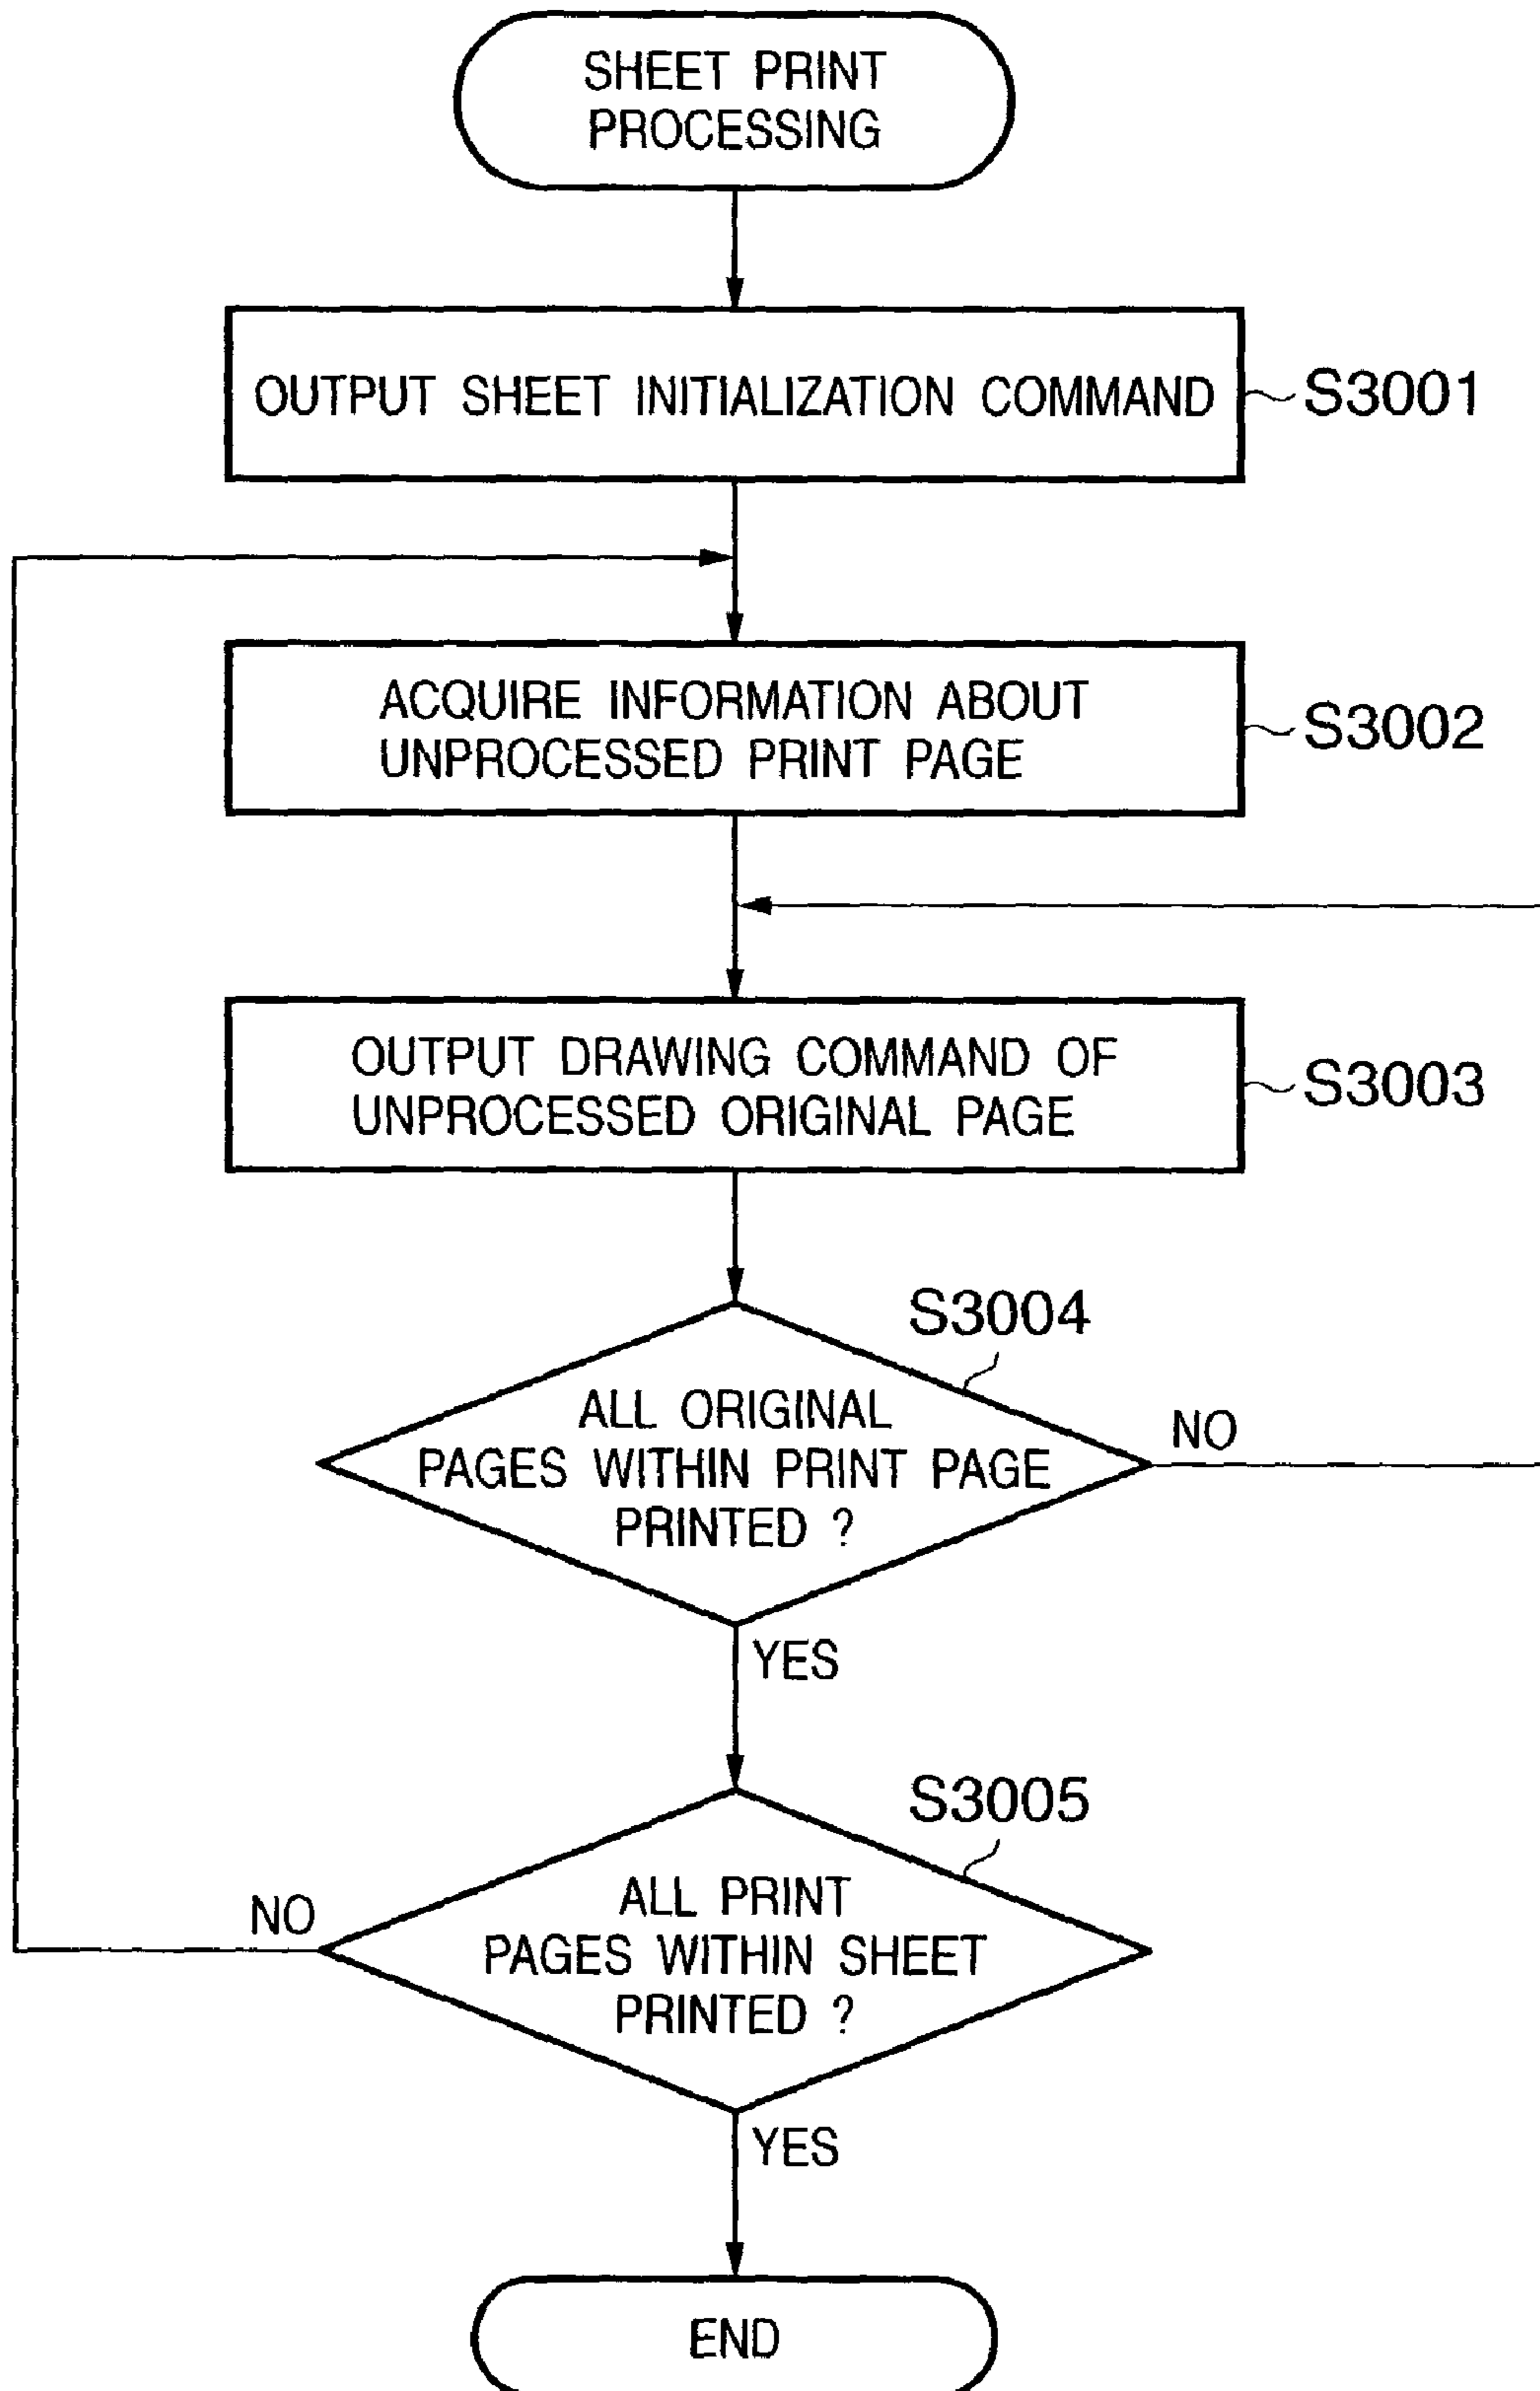 SHEET PRINT
PROCESSING
OUTPUT SHEET INITIALIZATION COMMAND
S3001
ACQUIRE INFORMATION ABOUT
UNPROCESSED PRINT PAGE
S3002
OUTPUT DRAWING COMMAND OF
UNPROCESSED ORIGINAL PAGE
S3003
S3004
ALL ORIGINAL
PAGES WITHIN PRINT PAGE
PRINTED ?
NO
YES
S3005
ALL PRINT
PAGES WITHIN SHEET
PRINTED ?
NO
YES
END